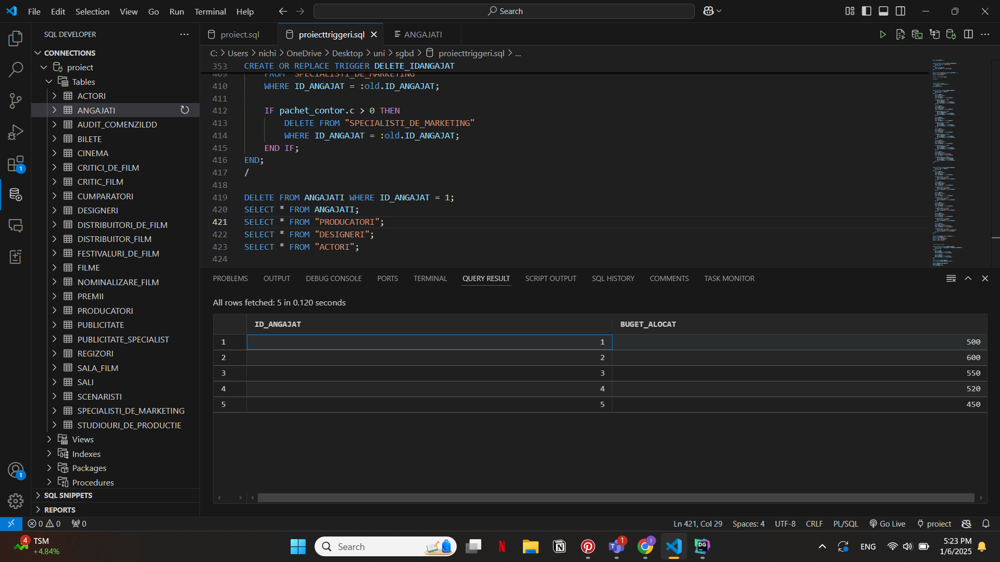 File Edit Selection View Go Run Terminal Help
Search
SQL DEVELOPER
CONNECTIONS
proiect
Tables
ACTORI
ANGAJATI
AUDIT_COMENZILDD
BILETE
CINEMA
CRITICI_DE_FILM
CRITIC_FILM
CUMPARATORI
DESIGNERI
DISTRIBUITORI_DE_FILM
DISTRIBUITOR_FILM
FESTIVALURI_DE_FILM
FILME
NOMINALIZARE_FILM
PREMII
PRODUCATORI
PUBLICITATE
PUBLICITATE_SPECIALIST
REGIZORI
SALA_FILM
SALI
SCENARISTI
SPECIALISTI_DE_MARKETING
STUDIOURI_DE_PRODUCTIE
Views
Indexes
Packages
Procedures
SQL SNIPPETS
REPORTS
1
1
proiect.sql
proiecttriggeri.sql
ANGAJATI
C: > Users > nichi > OneDrive > Desktop > uni > sgbd > proiecttriggeri.sql > ...
353 CREATE OR REPLACE TRIGGER DELETE_IDANGAJAT
409 FROM "SPECIALISTI_DE_MARKETING"
410 WHERE ID_ANGAJAT = :old.ID_ANGAJAT;
411
412 IF pachet_contor.c > 0 THEN
413 DELETE FROM "SPECIALISTI_DE_MARKETING"
414 WHERE ID_ANGAJAT = :old.ID_ANGAJAT;
415 END IF;
416 END;
417 /
418
419 DELETE FROM ANGAJATI WHERE ID_ANGAJAT = 1;
420 SELECT * FROM ANGAJATI;
421 SELECT * FROM "PRODUCATORI";
422 SELECT * FROM "DESIGNERI";
423 SELECT * FROM "ACTORI";
424
PROBLEMS OUTPUT DEBUG CONSOLE PORTS TERMINAL QUERY RESULT SCRIPT OUTPUT SQL HISTORY COMMENTS TASK MONITOR
All rows fetched: 5 in 0.120 seconds
ID_ANGAJAT BUGET_ALOCAT
1 1 500
2 2 600
3 3 550
4 4 520
5 5 450
0 0 0 Ln 421, Col 29 Spaces: 4 UTF-8 CRLF PL/SQL Go Live proiect
4 TSM
+4.84%
Search
N
1
T
I
DG
ENG
5:23 PM
1/6/2025